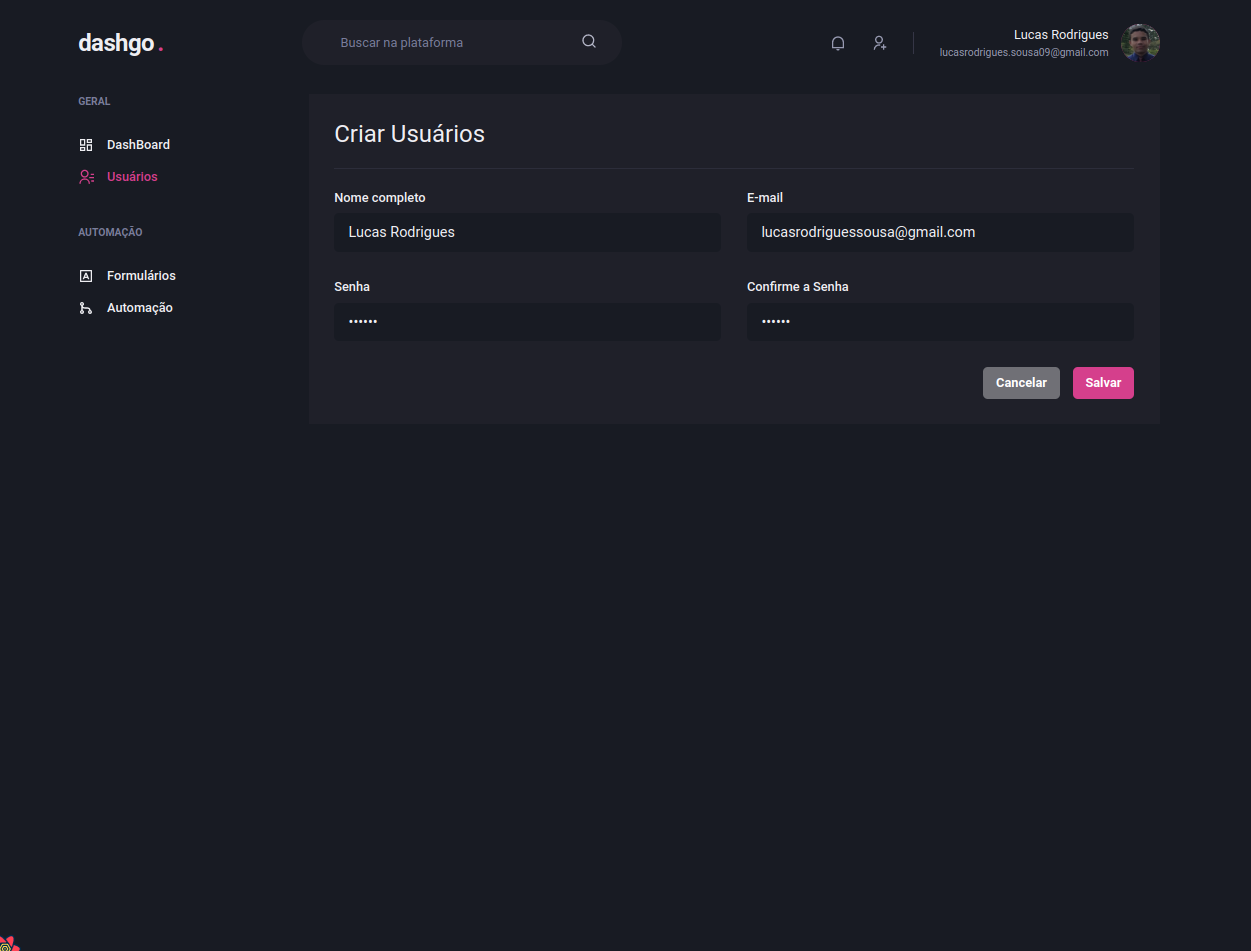 dashgo.
Buscar na plataforma
Lucas Rodrigues
lucasrodrigues.sousa09@gmail.com
GERAL
DashBoard
Usuários
AUTOMAÇÃO
Formulários
Automação
Criar Usuários
Nome completo
E-mail
Lucas Rodrigues
lucasrodriguessousa@gmail.com
Senha
Confirme a Senha
••••••
••••••
Cancelar
Salvar